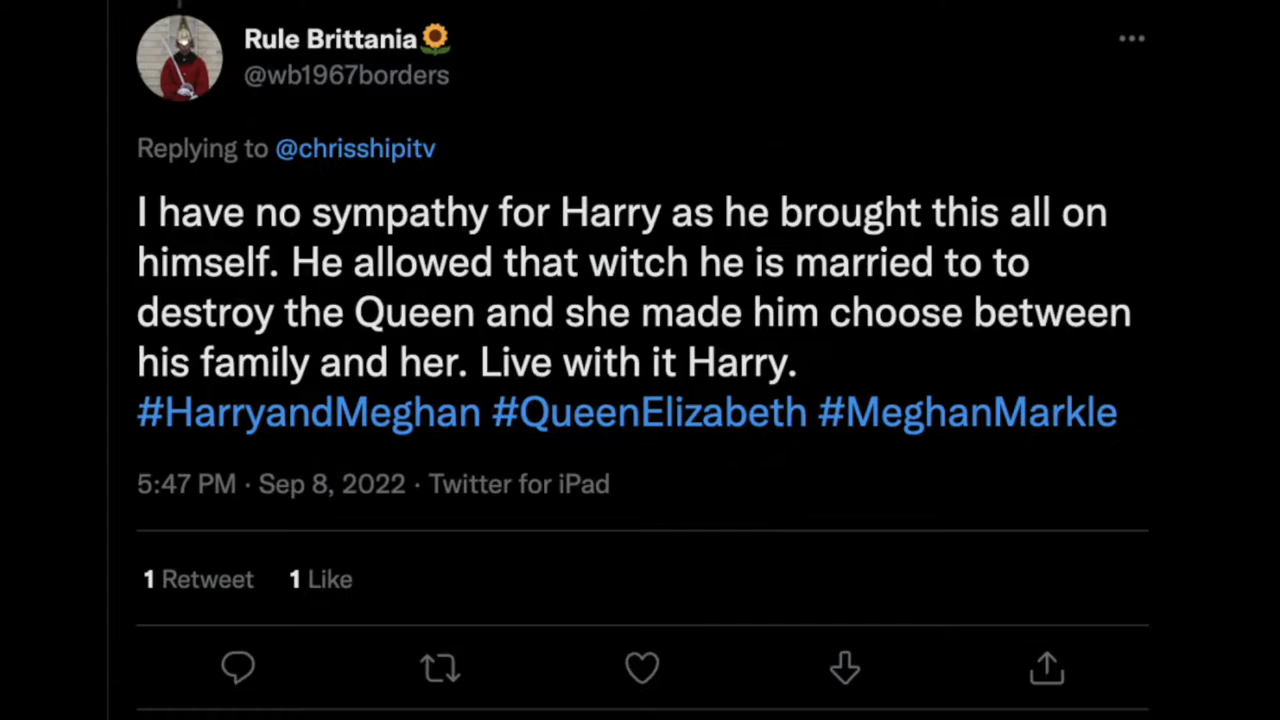 Rule Brittania🌻
@wb1967borders
Replying to @chrisshipitv
I have no sympathy for Harry as he brought this all on
himself. He allowed that witch he is married to to
destroy the Queen and she made him choose between
his family and her. Live with it Harry.
#HarryandMeghan #QueenElizabeth #MeghanMarkle
5:47 PM · Sep 8, 2022 · Twitter for iPad
1 Retweet 1 Like